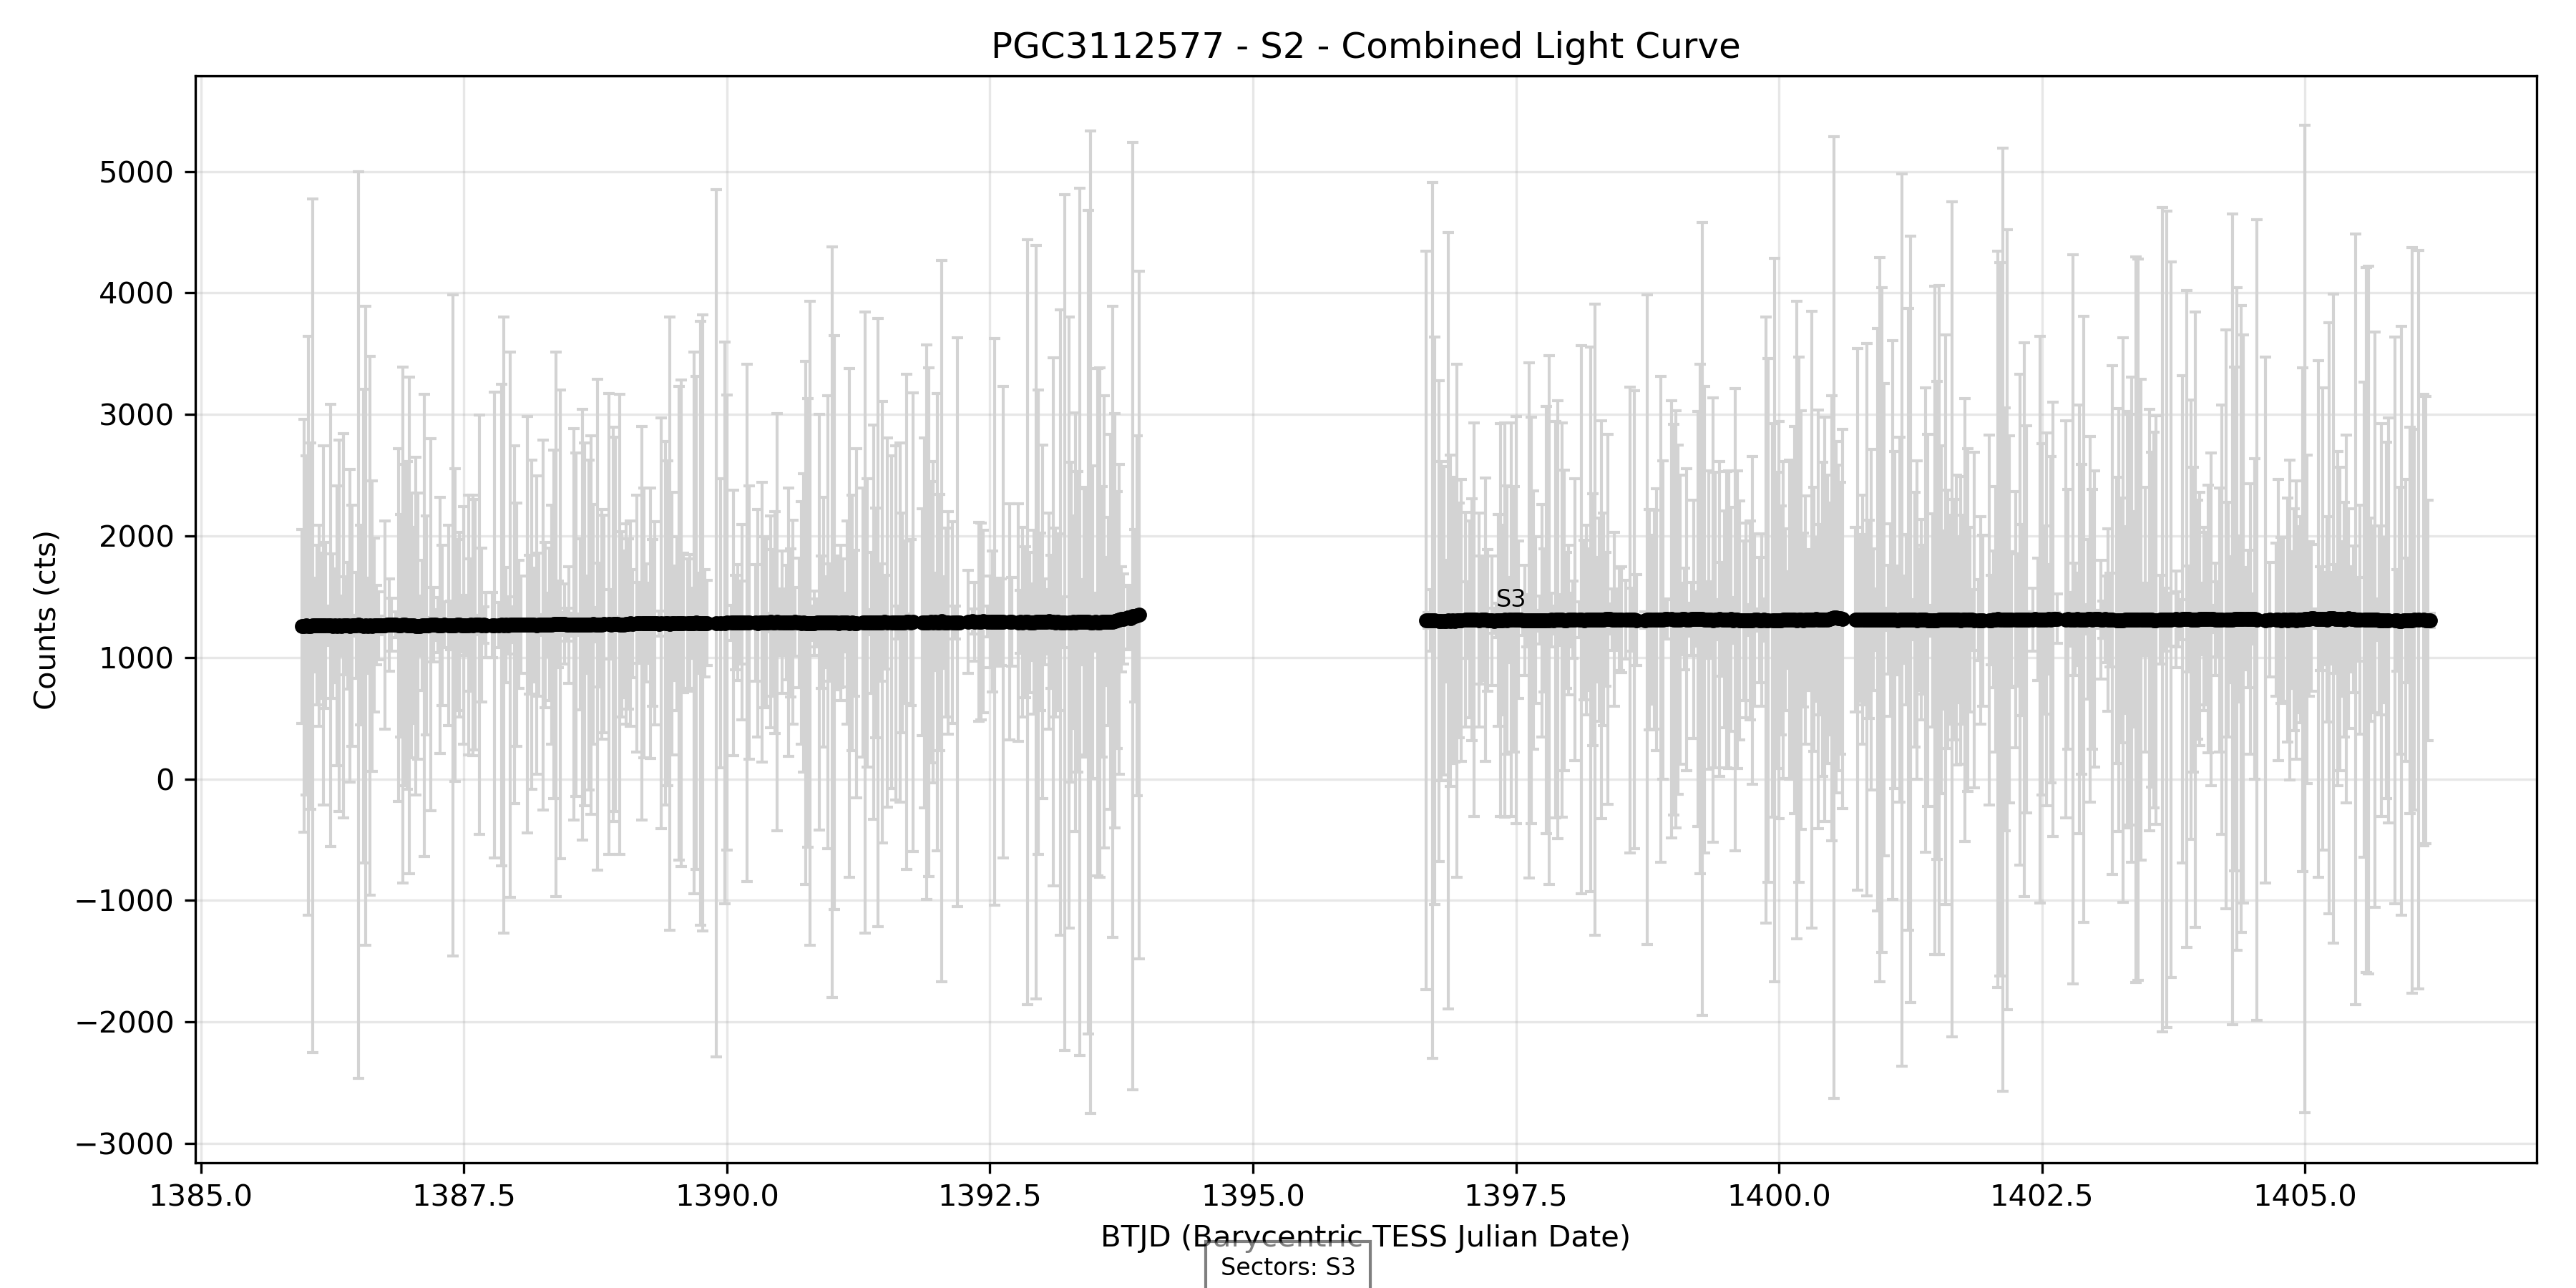 PGC3112577 - S2 - Combined Light Curve
Counts (cts)
5000
4000
3000
2000
1000
0
−1000
−2000
−3000
S3
1385.0 1387.5 1390.0 1392.5 1395.0 1397.5 1400.0 1402.5 1405.0
BTJD (Barycentric TESS Julian Date)
Sectors: S3